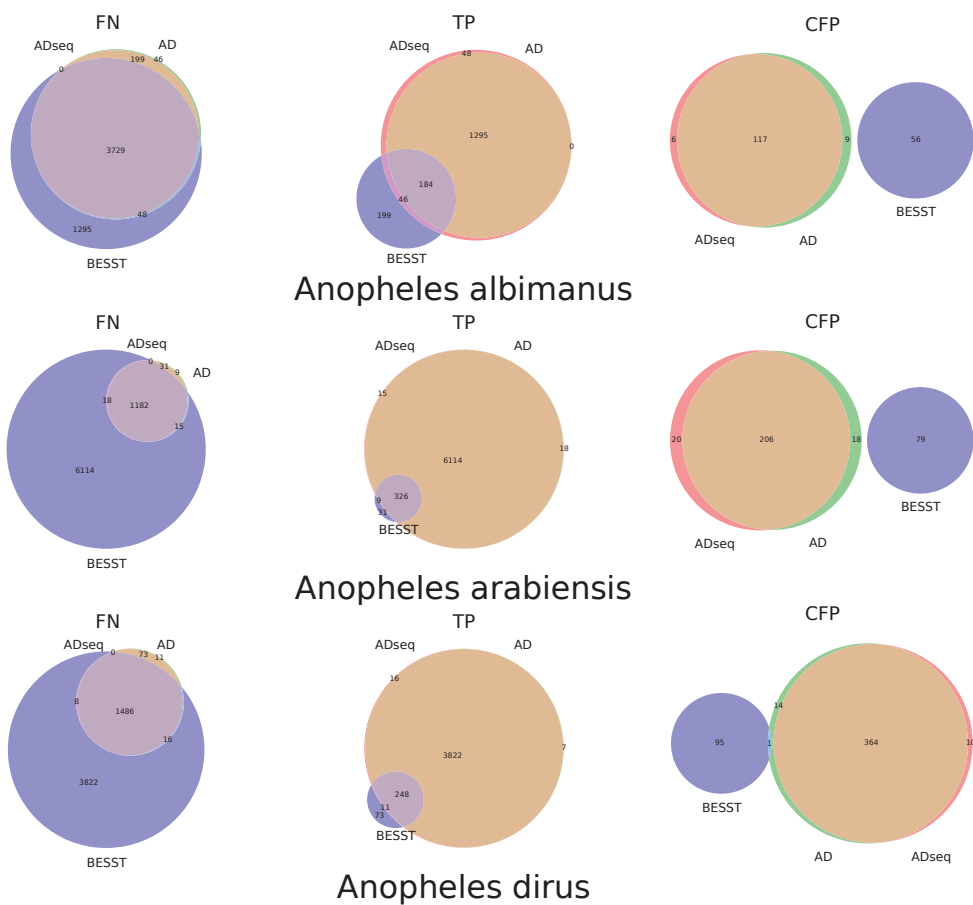 FN
TP
CFP
ADseq
AD
ADseq
AD
0
199
46
48
3729
1295
117
6
9
56
0
184
46
199
48
1295
BESST
BESST
BESST
ADseq
AD
Anopheles albimanus
FN
TP
CFP
ADseq
AD
ADseq
AD
0
31
9
15
18
1182
15
20
206
18
79
18
6114
6114
326
9
31
BESST
BESST
BESST
ADseq
AD
Anopheles arabiensis
FN
TP
CFP
ADseq
AD
ADseq
AD
0
73
11
16
8
1486
14
16
95
1
364
10
3822
7
3822
248
11
73
BESST
BESST
BESST
AD
ADseq
Anopheles dirus